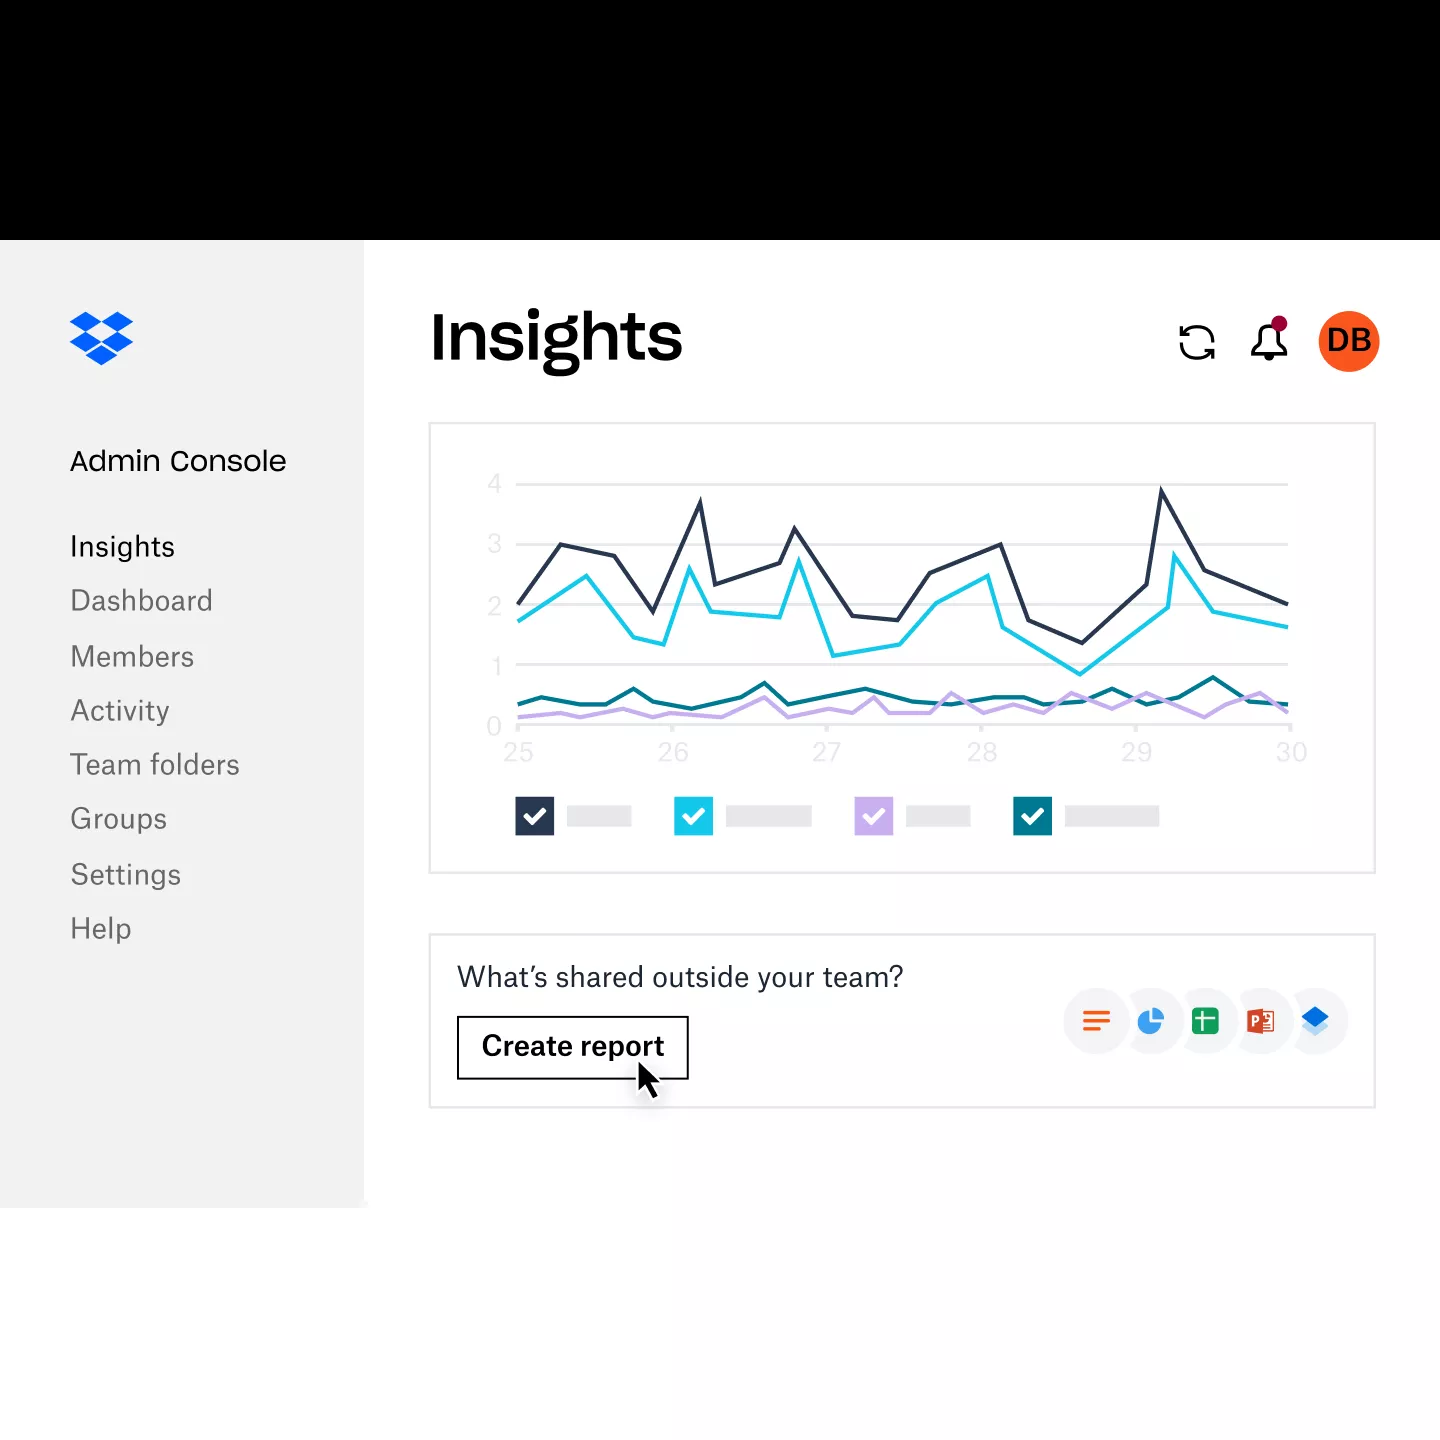 Insights
DB
Admin Console
Insights
Dashboard
Members
Activity
Team folders
Groups
Settings
Help
4
3
2
1
0
25 26 27 28 29 30
What’s shared outside your team?
Create report
P